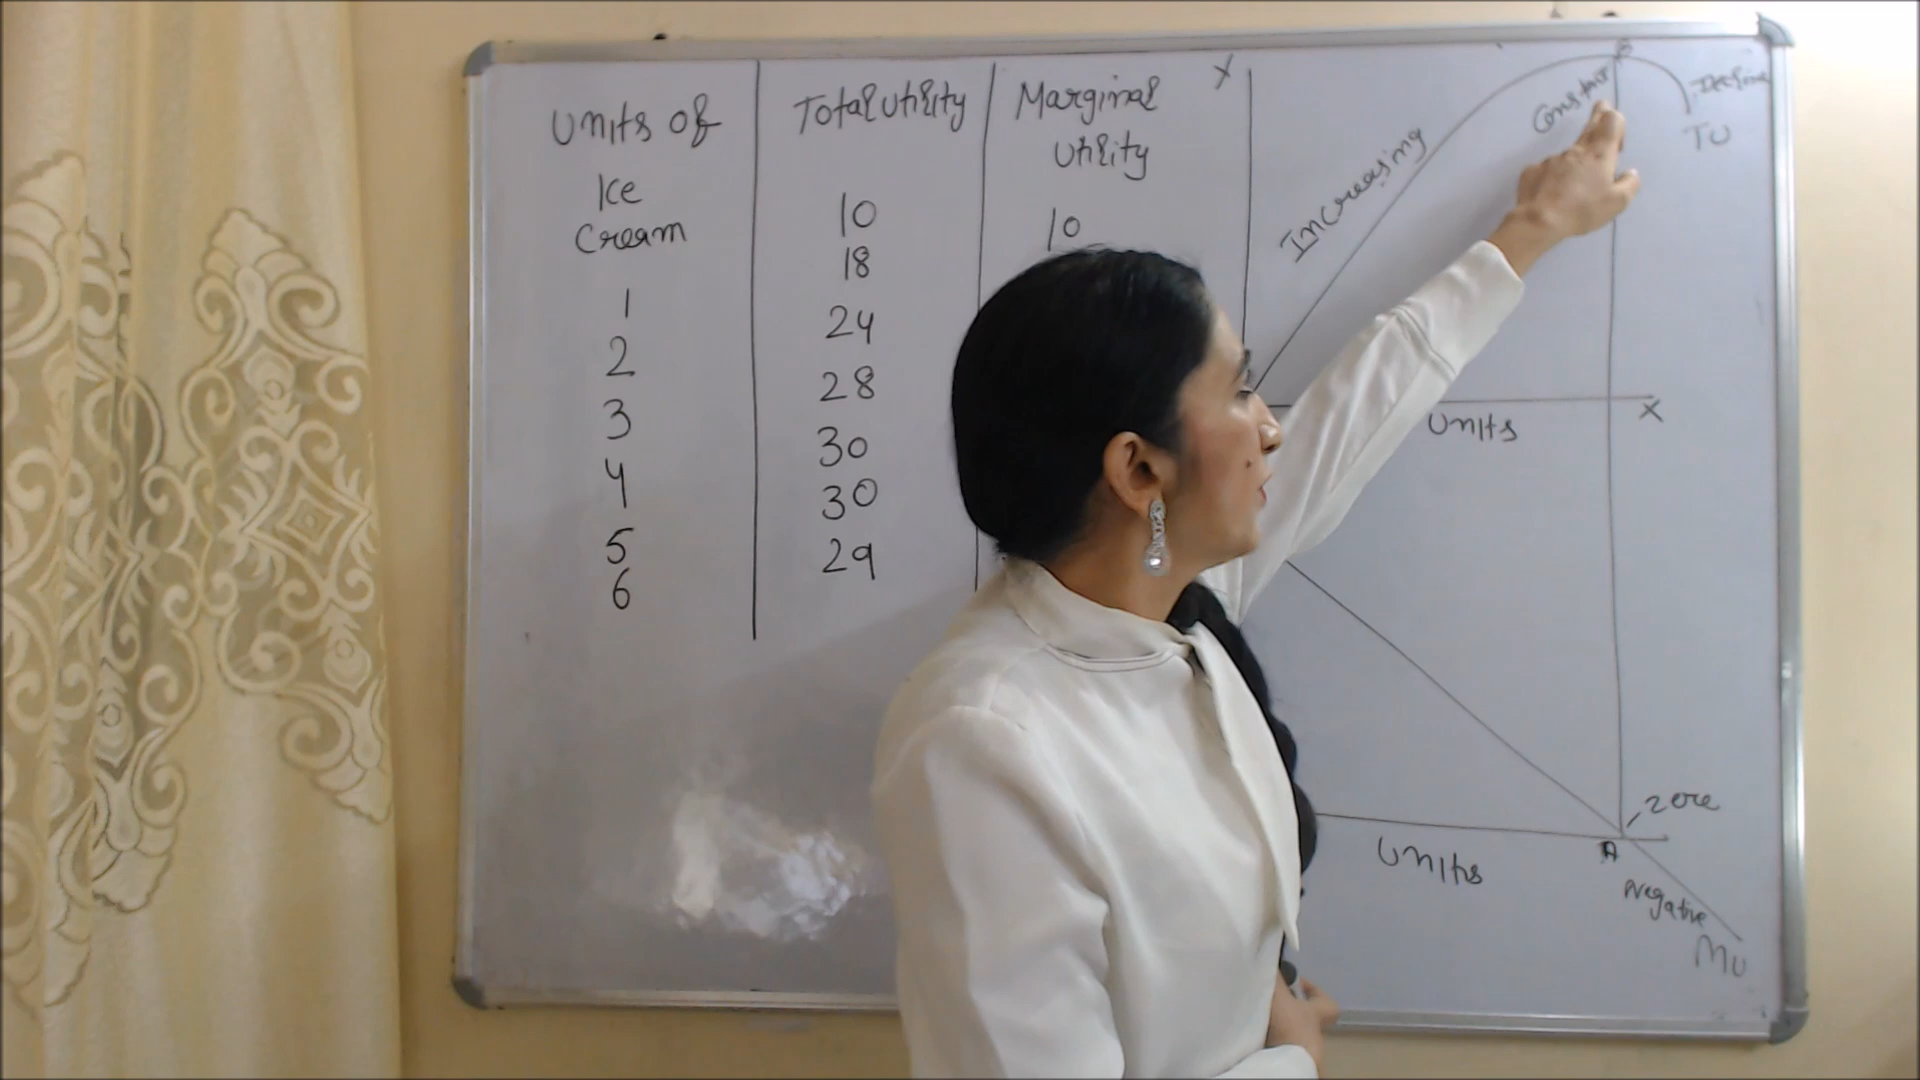 Units of
Ice
Cream
1
2
3
4
5
6
Total utility
10
18
24
28
30
30
29
Marginal
utility
10
X
Increasing
Constant
TU
Units
X
Units
zero
A
Negative
MU